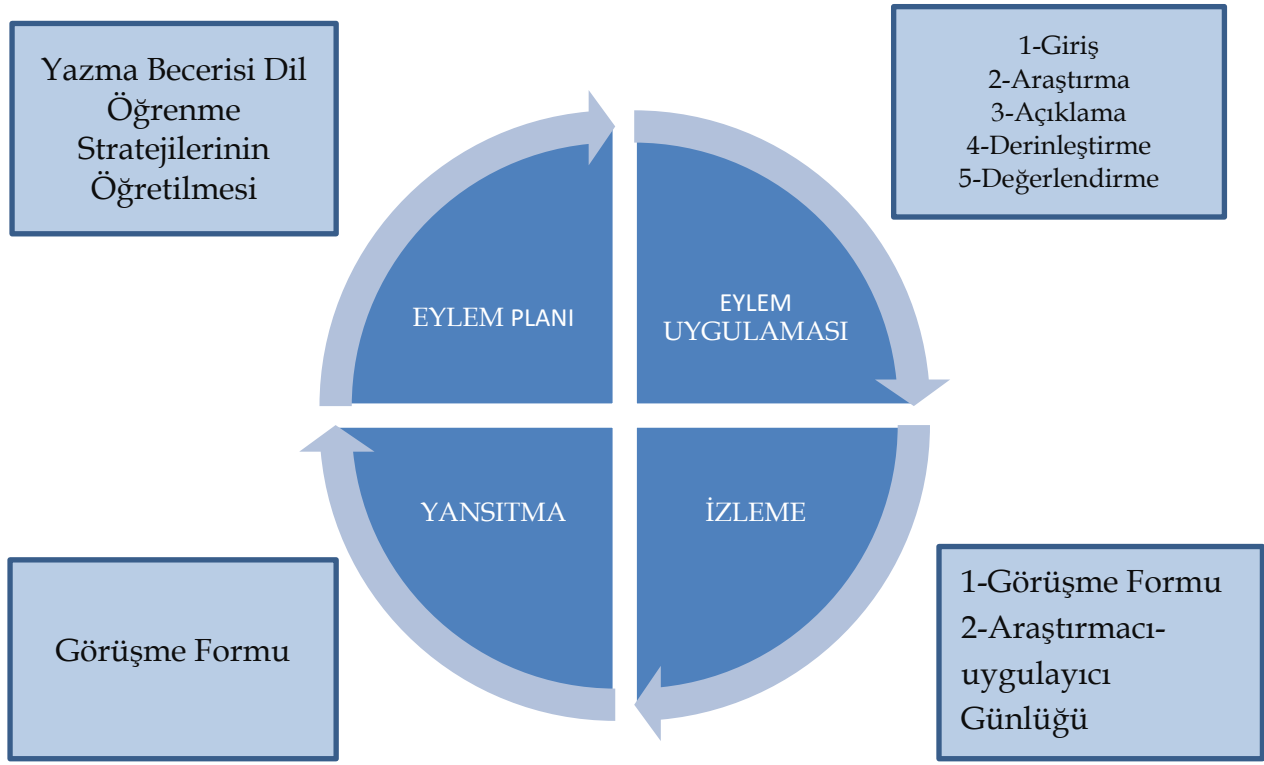 Yazma Becerisi Dil
Öğrenme
Stratejilerinin
Öğretilmesi
1-Giriş
2-Araştırma
3-Açıklama
4-Derinleştirme
5-Değerlendirme
EYLEM PLANI
EYLEM
UYGULAMASI
YANSITMA
İZLEME
Görüşme Formu
1-Görüşme Formu
2-Araştırmacı-
uygulayıcı
Günlüğü